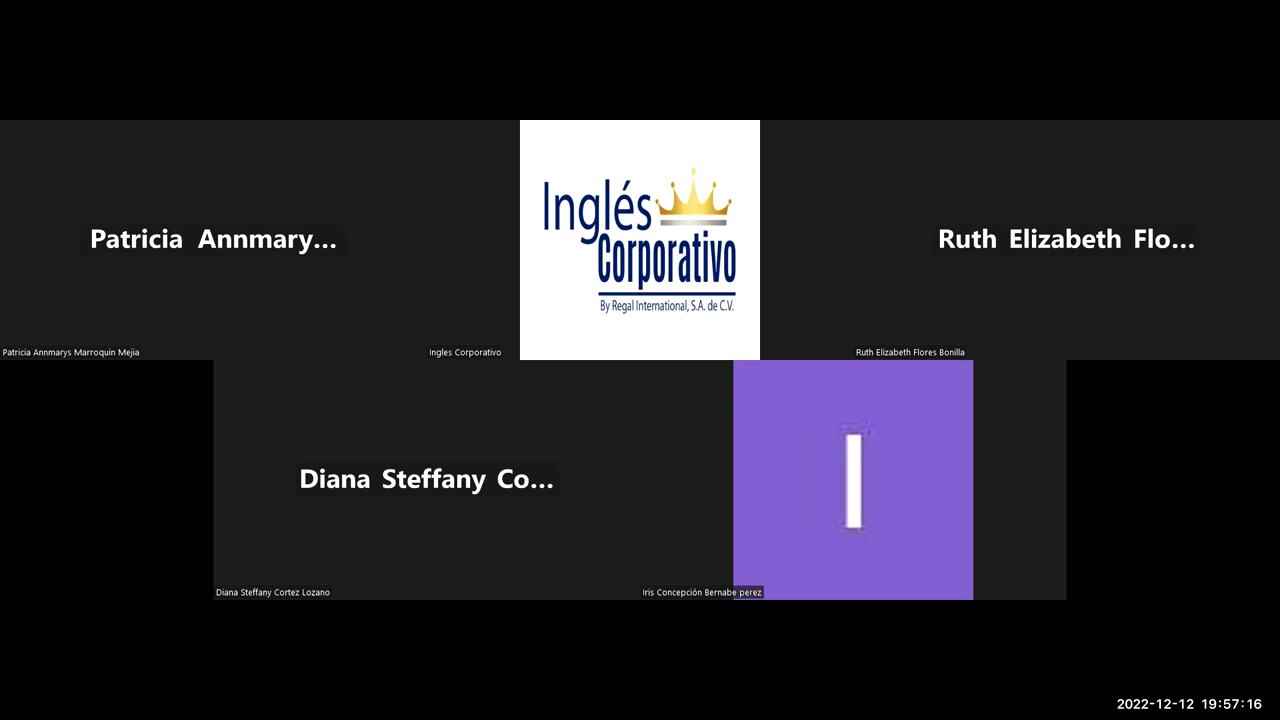 Patricia Annmary...
Inglés
Corporativo
By Regal International, S.A. de C.V.
Ruth Elizabeth Flo...
Patricia Annmarys Marroquin Mejia
Ingles Corporativo
Ruth Elizabeth Flores Bonilla
Diana Steffany Co...
I
Diana Steffany Cortez Lozano
Iris Concepción Bernabe perez
2022-12-12 19:57:16